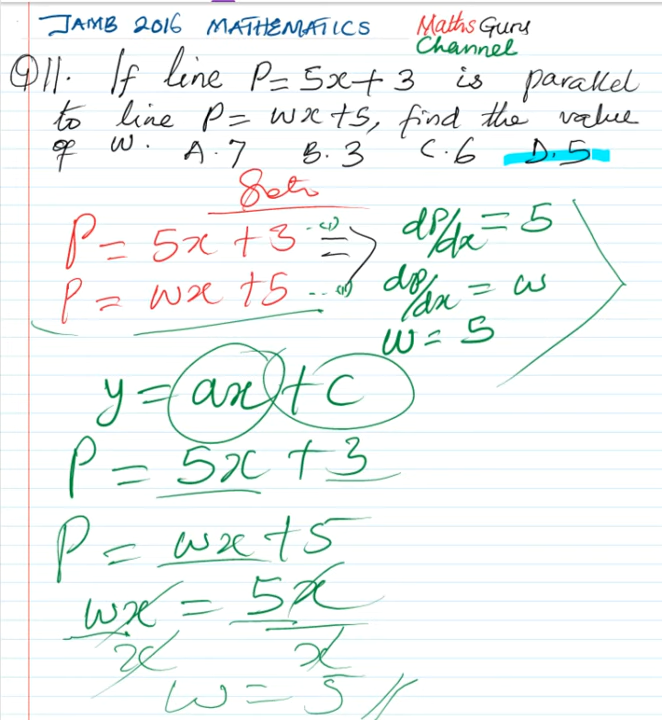 JAMB 2016 MATHEMATICS Maths Guru Channel
Q11. If line P = 5x + 3 is parallel
to line P = wx + 5, find the value
of w. A. 7 B. 3 C. 6 D. 5
Soln
P = 5x + 3 --(i) => dP/dx = 5
P = wx + 5 ...(ii) dp/dx = w
w = 5
y = ax + c
P = 5x + 3
P = wx + 5
wx/x = 5x/x
w = 5 //